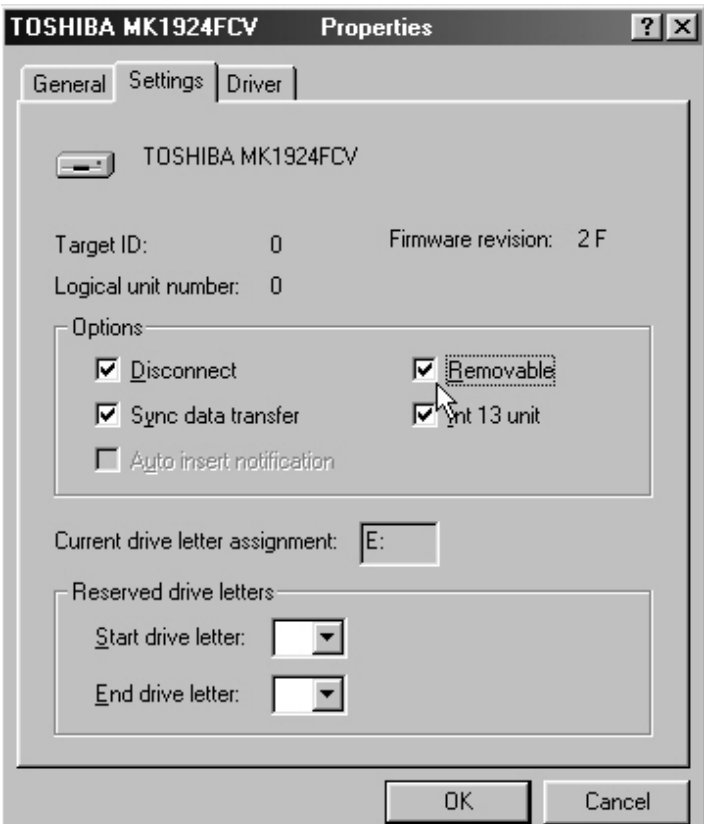 TOSHIBA MK1924FCV Properties ? X
General Settings Driver
TOSHIBA MK1924FCV
Target ID: 0 Firmware revision: 2 F
Logical unit number: 0
Options
Disconnect Removable
Sync data transfer Int 13 unit
Auto insert notification
Current drive letter assignment: E:
Reserved drive letters
Start drive letter:
End drive letter:
OK Cancel